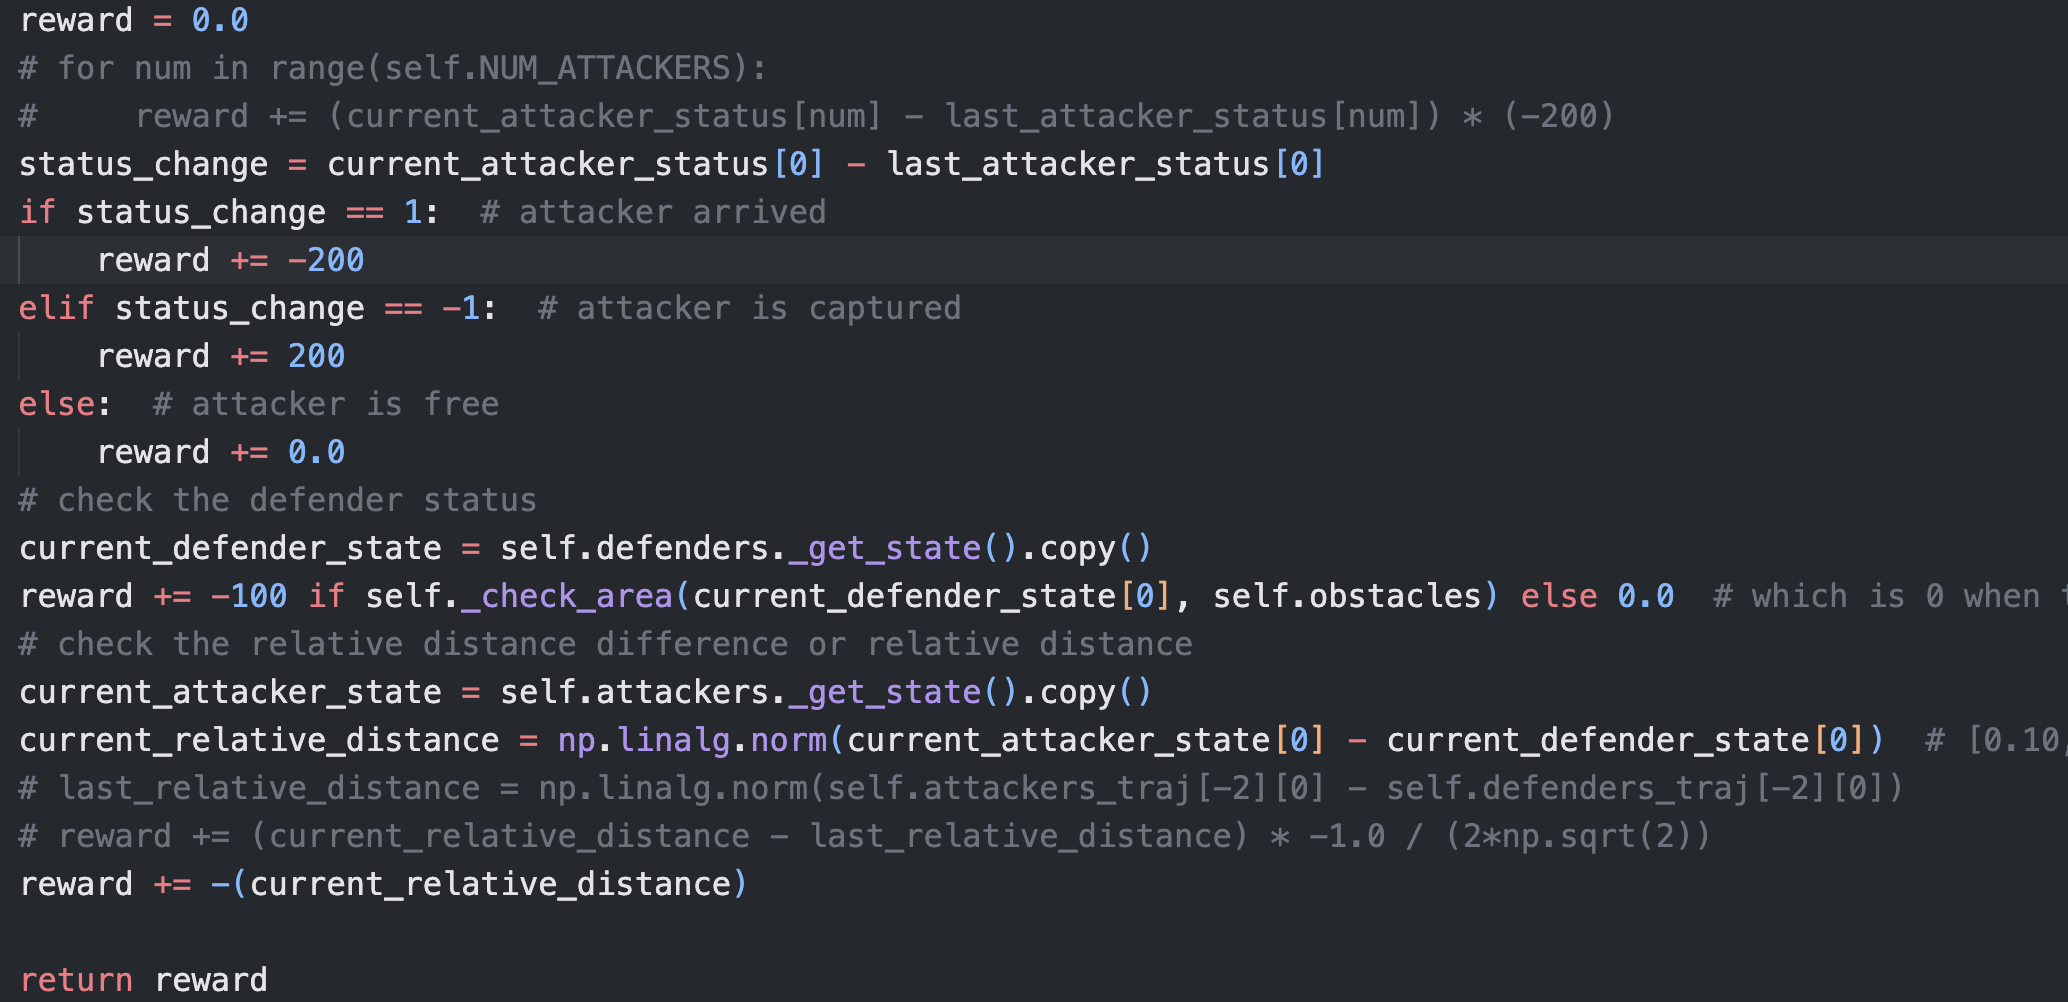 reward = 0.0
# for num in range(self.NUM_ATTACKERS):
#     reward += (current_attacker_status[num] - last_attacker_status[num]) * (-200)
status_change = current_attacker_status[0] - last_attacker_status[0]
if status_change == 1:  # attacker arrived
    reward += -200
elif status_change == -1:  # attacker is captured
    reward += 200
else:  # attacker is free
    reward += 0.0
# check the defender status
current_defender_state = self.defenders._get_state().copy()
reward += -100 if self._check_area(current_defender_state[0], self.obstacles) else 0.0  # which is 0 when
# check the relative distance difference or relative distance
current_attacker_state = self.attackers._get_state().copy()
current_relative_distance = np.linalg.norm(current_attacker_state[0] - current_defender_state[0])  # [0.10,
# last_relative_distance = np.linalg.norm(self.attackers_traj[-2][0] - self.defenders_traj[-2][0])
# reward += (current_relative_distance - last_relative_distance) * -1.0 / (2*np.sqrt(2))
reward += -(current_relative_distance)
return reward